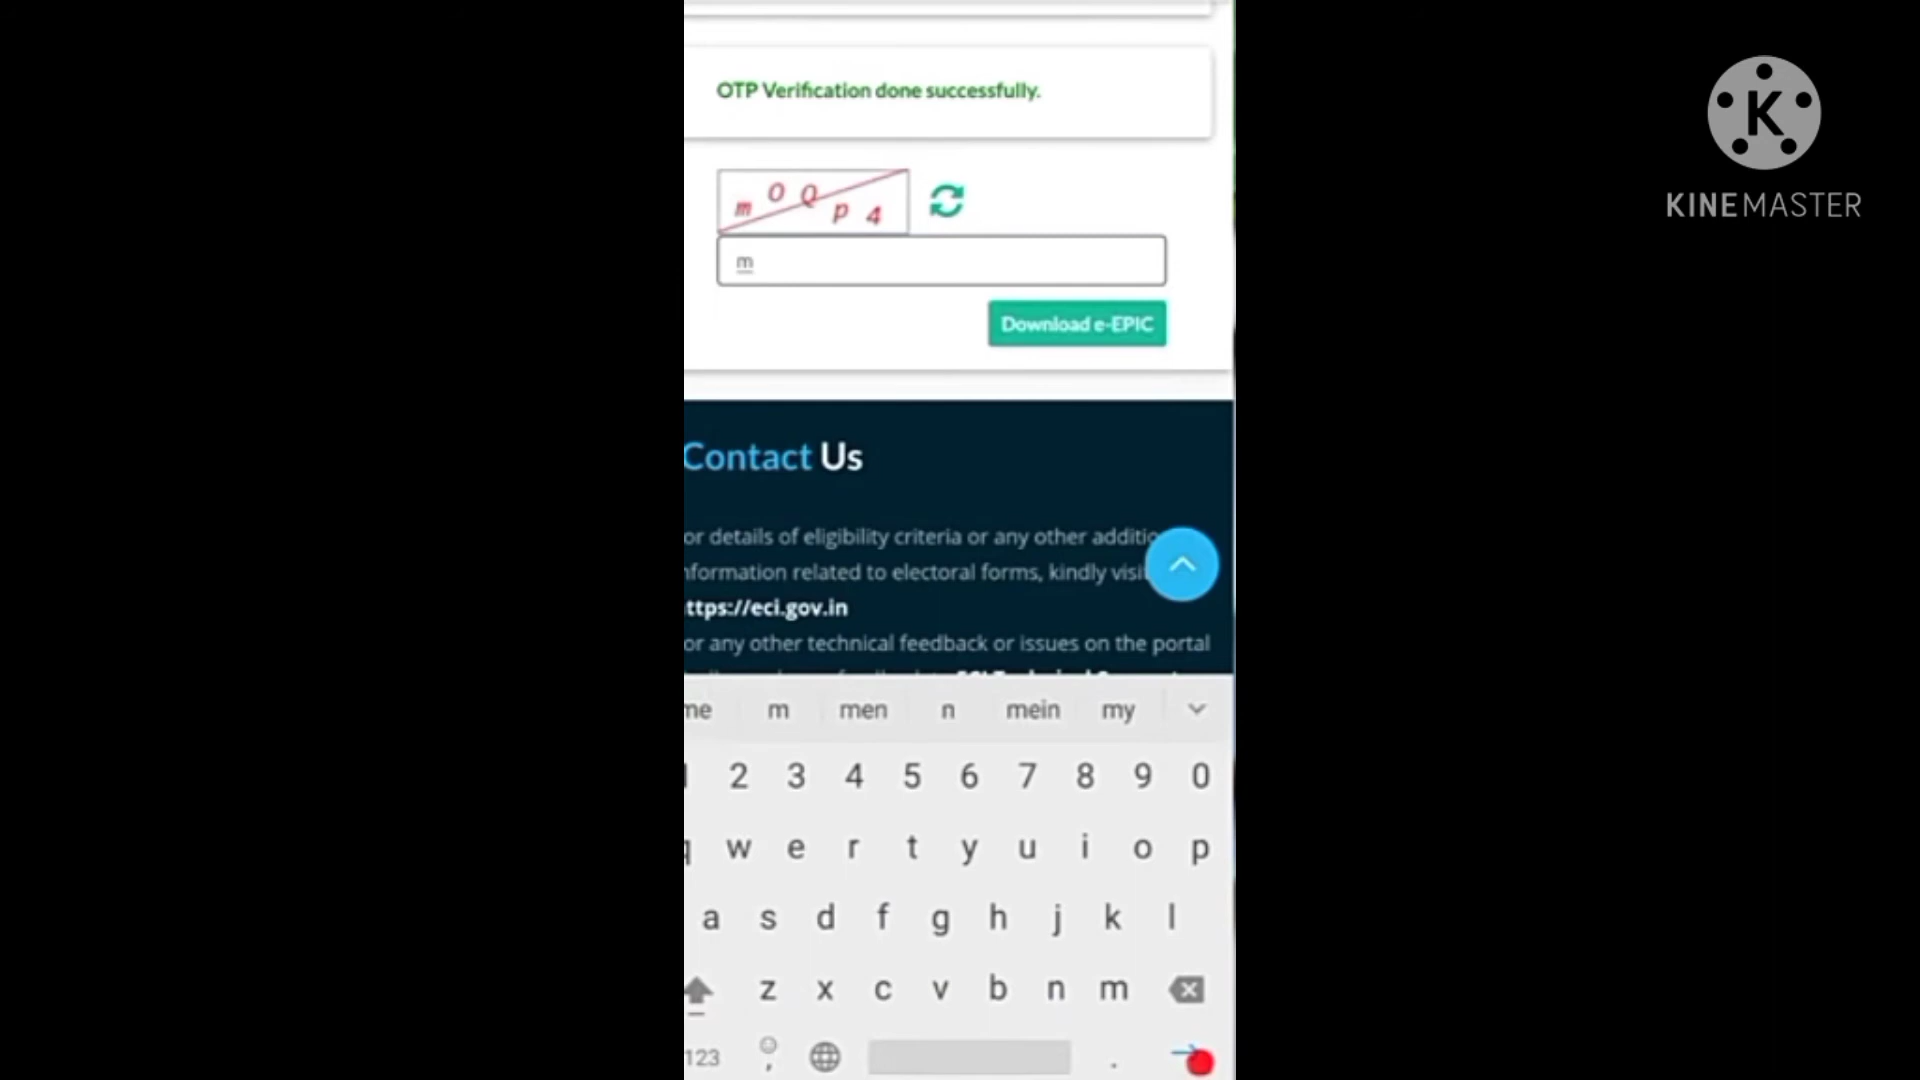 OTP Verification done successfully.
m O Q p 4
m
Download e-EPIC
Contact Us
or details of eligibility criteria or any other additio
nformation related to electoral forms, kindly visit
ttps://eci.gov.in
or any other technical feedback or issues on the portal
me m men n mein my
2 3 4 5 6 7 8 9 0
q w e r t y u i o p
a s d f g h j k l
z x c v b n m
123 , .
K
KINEMASTER